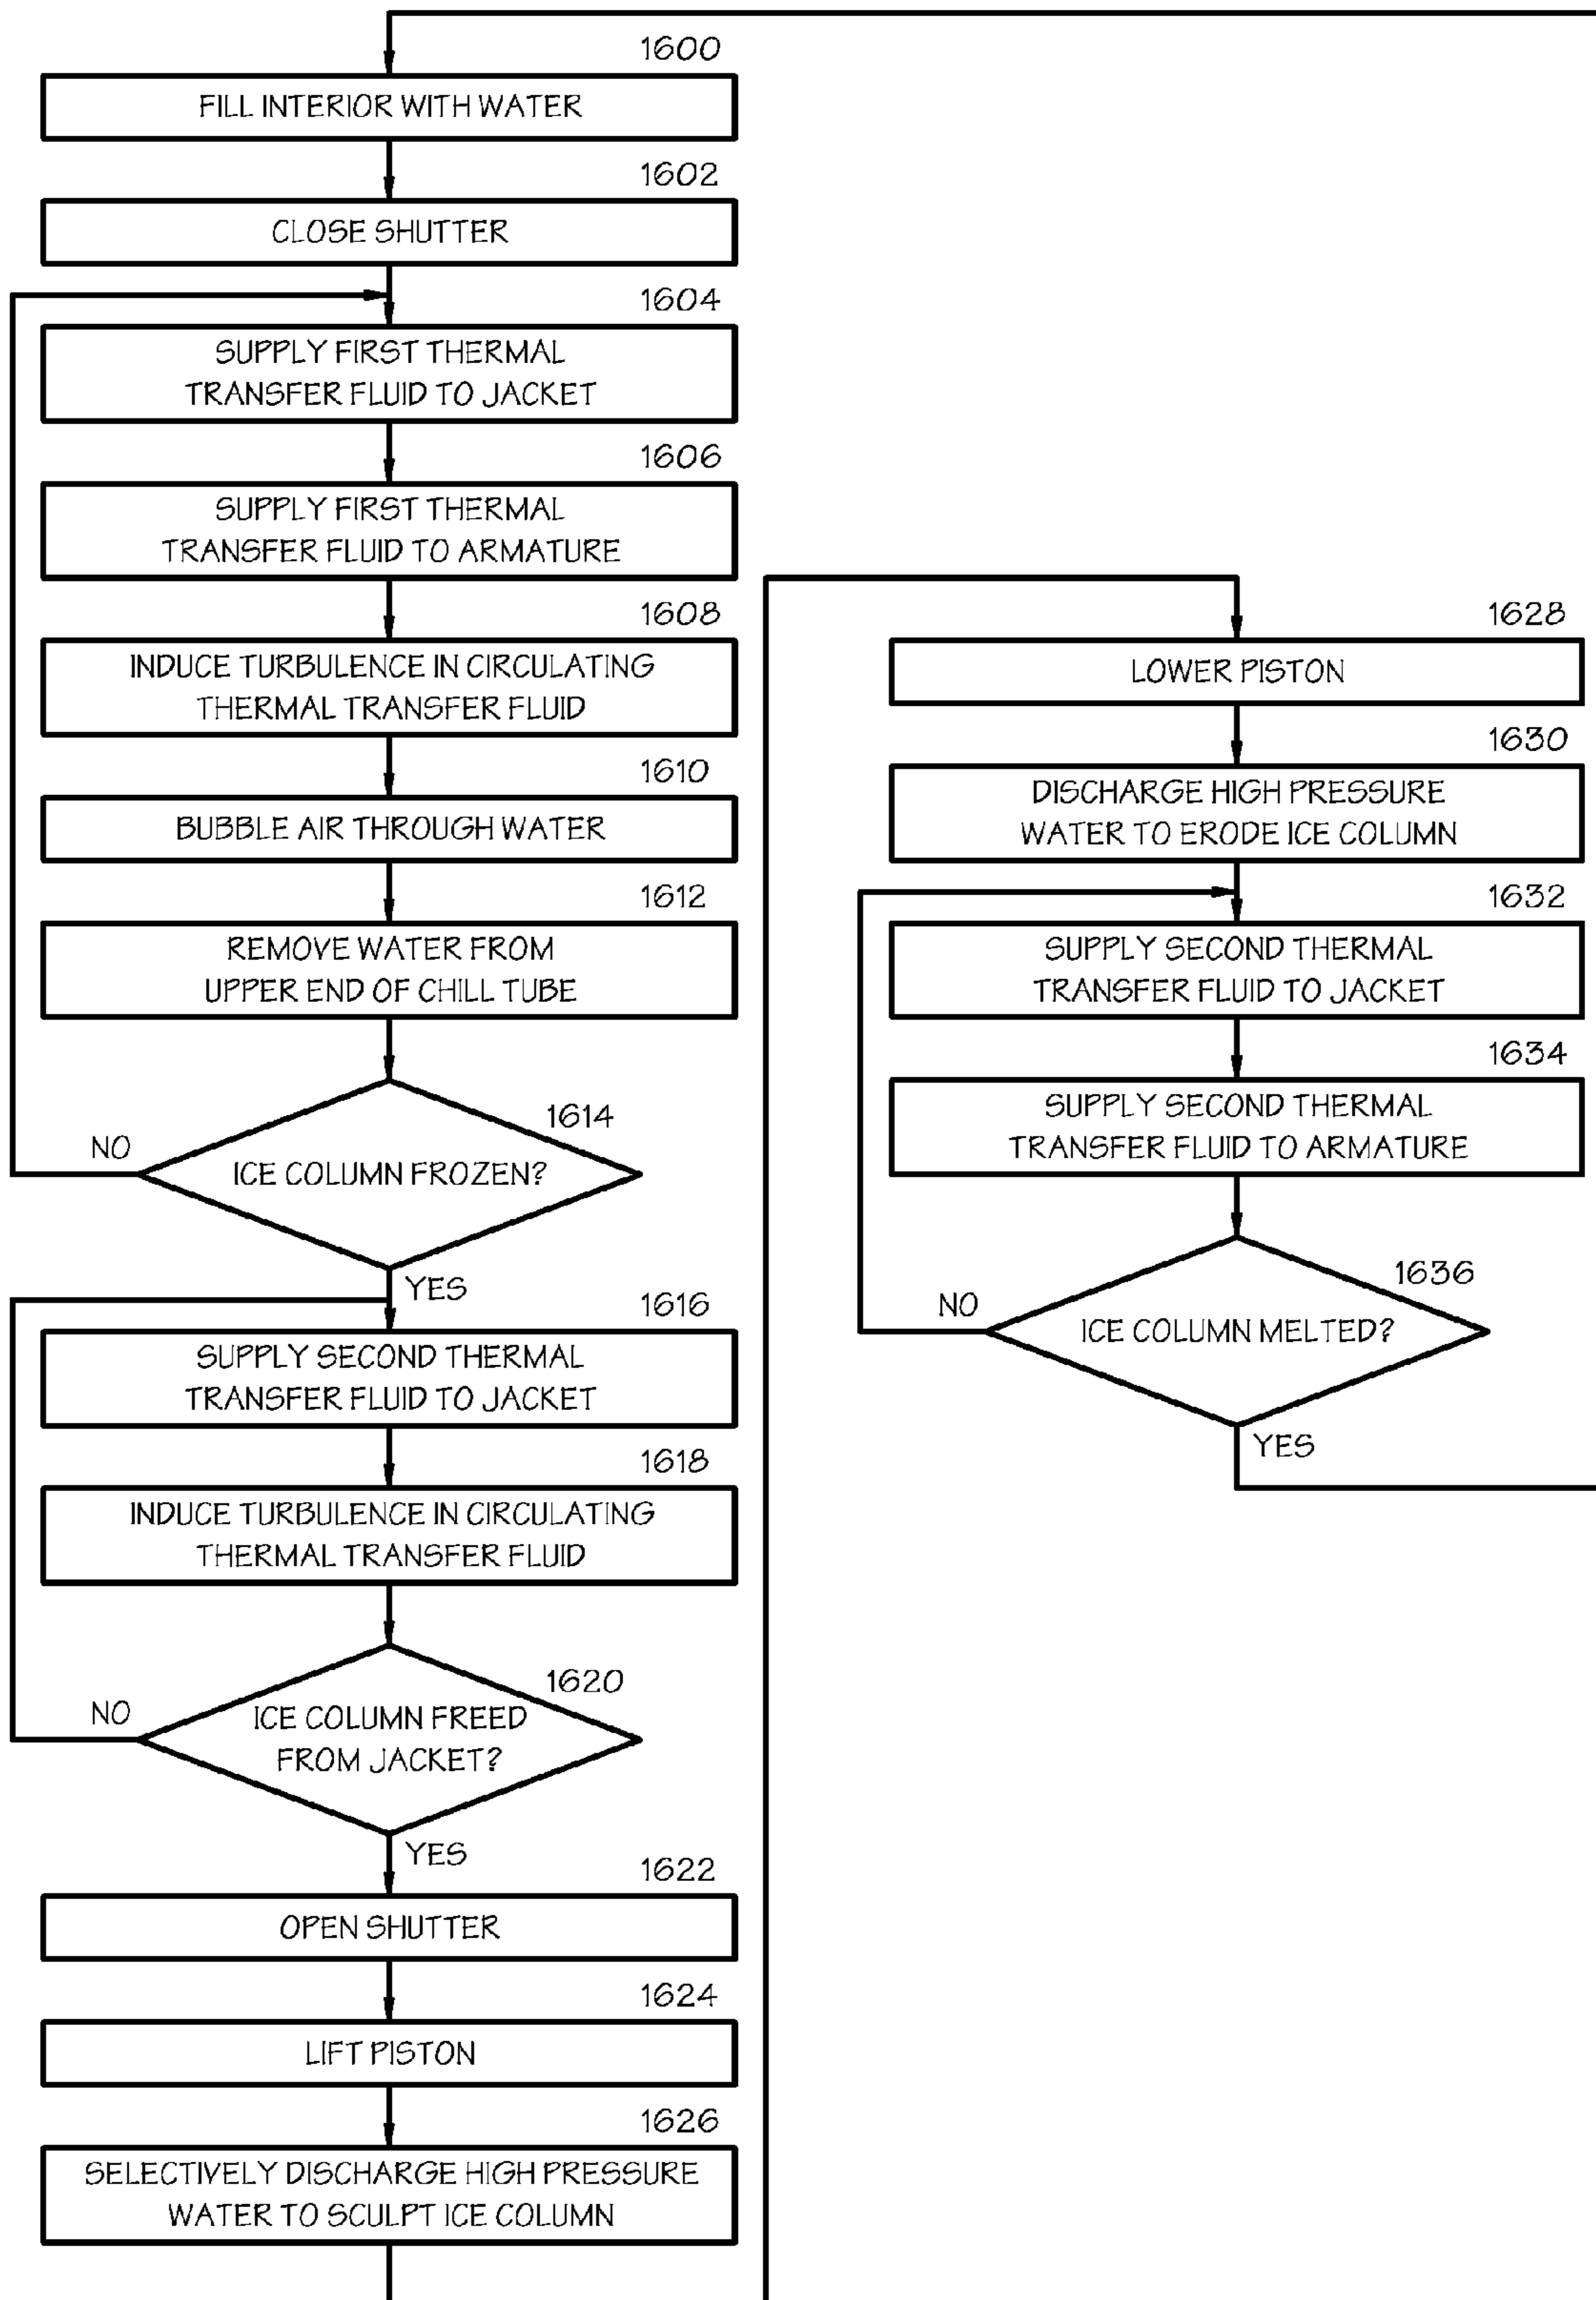 1600
FILL INTERIOR WITH WATER
1602
CLOSE SHUTTER
1604
SUPPLY FIRST THERMAL
TRANSFER FLUID TO JACKET
1606
SUPPLY FIRST THERMAL
TRANSFER FLUID TO ARMATURE
1608
INDUCE TURBULENCE IN CIRCULATING
THERMAL TRANSFER FLUID
1610
BUBBLE AIR THROUGH WATER
1612
REMOVE WATER FROM
UPPER END OF CHILL TUBE
1614
NO
ICE COLUMN FROZEN?
YES
1616
SUPPLY SECOND THERMAL
TRANSFER FLUID TO JACKET
1618
INDUCE TURBULENCE IN CIRCULATING
THERMAL TRANSFER FLUID
1620
NO
ICE COLUMN FREED
FROM JACKET?
YES
1622
OPEN SHUTTER
1624
LIFT PISTON
1626
SELECTIVELY DISCHARGE HIGH PRESSURE
WATER TO SCULPT ICE COLUMN
1628
LOWER PISTON
1630
DISCHARGE HIGH PRESSURE
WATER TO ERODE ICE COLUMN
1632
SUPPLY SECOND THERMAL
TRANSFER FLUID TO JACKET
1634
SUPPLY SECOND THERMAL
TRANSFER FLUID TO ARMATURE
1636
NO
ICE COLUMN MELTED?
YES